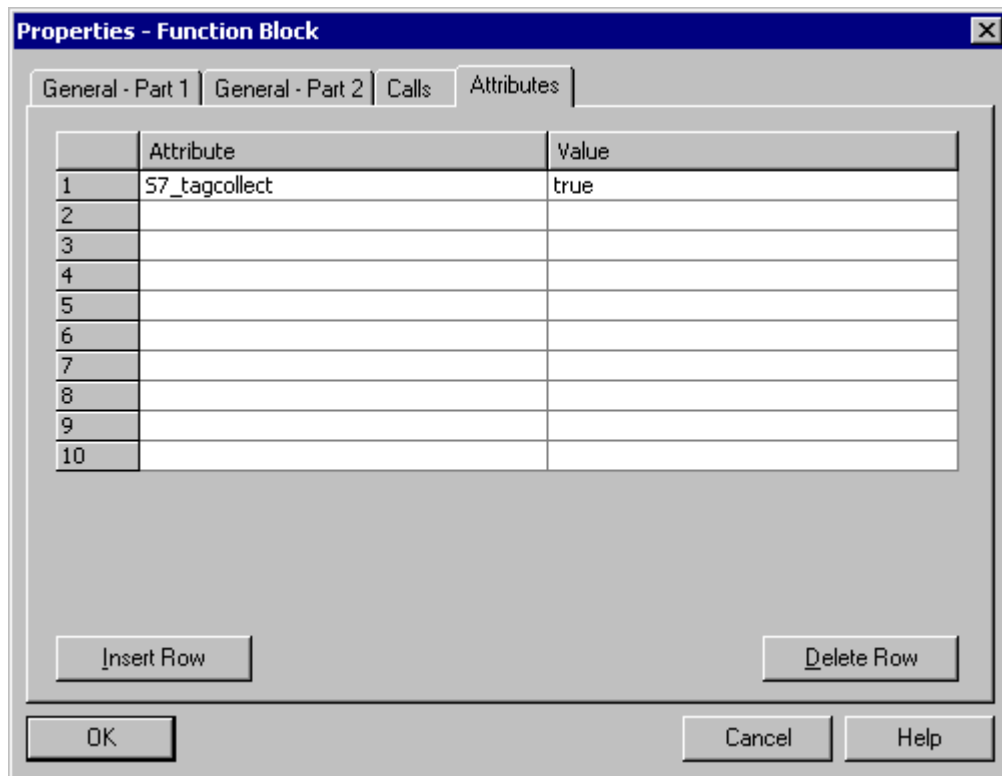 Properties - Function Block
General - Part 1 General - Part 2 Calls Attributes
Attribute Value
1 S7_tagcollect true
2
3
4
5
6
7
8
9
10
Insert Row Delete Row
OK Cancel Help